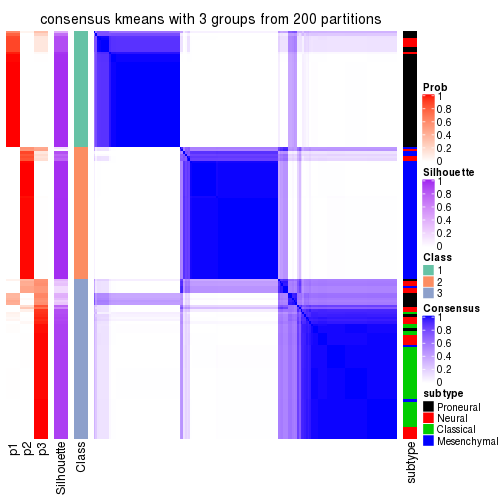 consensus kmeans with 3 groups from 200 partitions
Prob
1
0.8
0.6
0.4
0.2
0
Silhouette
1
0.8
0.6
0.4
0.2
0
Class
1
2
3
Consensus
1
0.8
0.6
0.4
0.2
0
subtype
Proneural
Neural
Classical
Mesenchymal
p1
p2
p3
Silhouette
Class
subtype